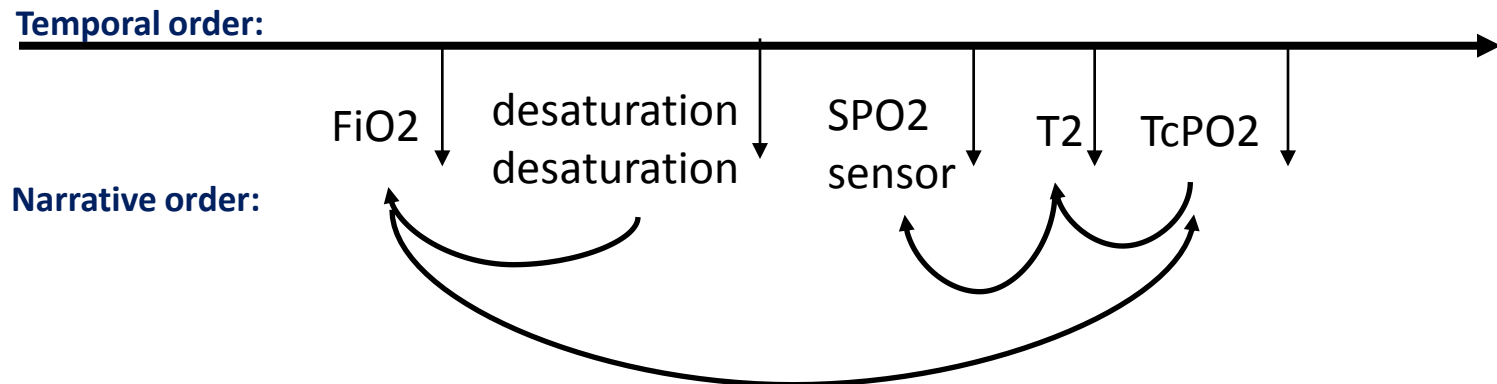 Temporal order:
FiO2
desaturation
desaturation
SPO2
sensor
T2
TcPO2
Narrative order: